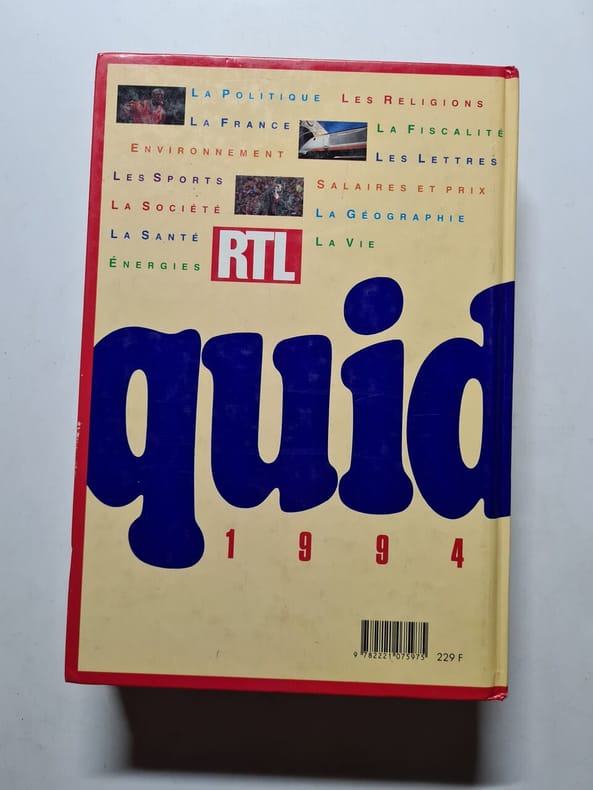 LA POLITIQUE LES RELIGIONS
LA FRANCE LA FISCALITÉ
ENVIRONNEMENT LES LETTRES
LES SPORTS SALAIRES ET PRIX
LA SOCIÉTÉ LA GÉOGRAPHIE
LA SANTÉ LA VIE
ÉNERGIES
RTL
quid
1994
9 782221 075975 229 F